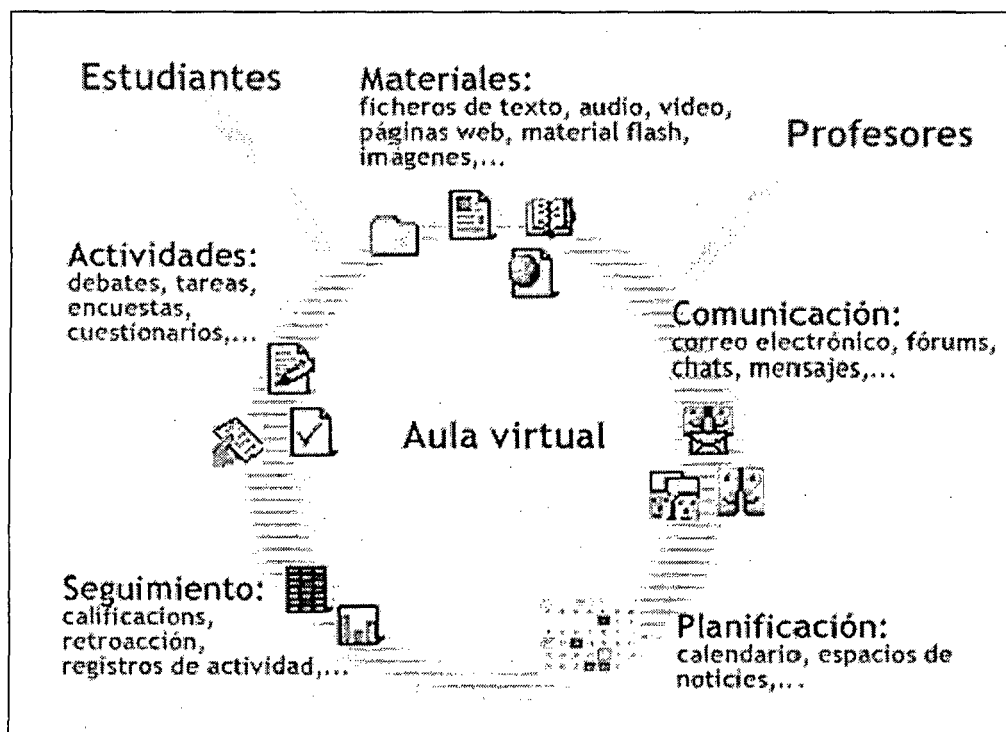 Estudiantes
Materiales:
ficheros de texto, audio, video,
páginas web, material flash,
imágenes,...
Profesores
Actividades:
debates, tareas,
encuestas,
cuestionarios,...
Comunicación:
correo electrónico, fórums,
chats, mensajes,...
Aula virtual
Seguimiento:
calificacions,
retroacción,
registros de actividad,...
Planificación:
calendario, espacios de
noticies,...